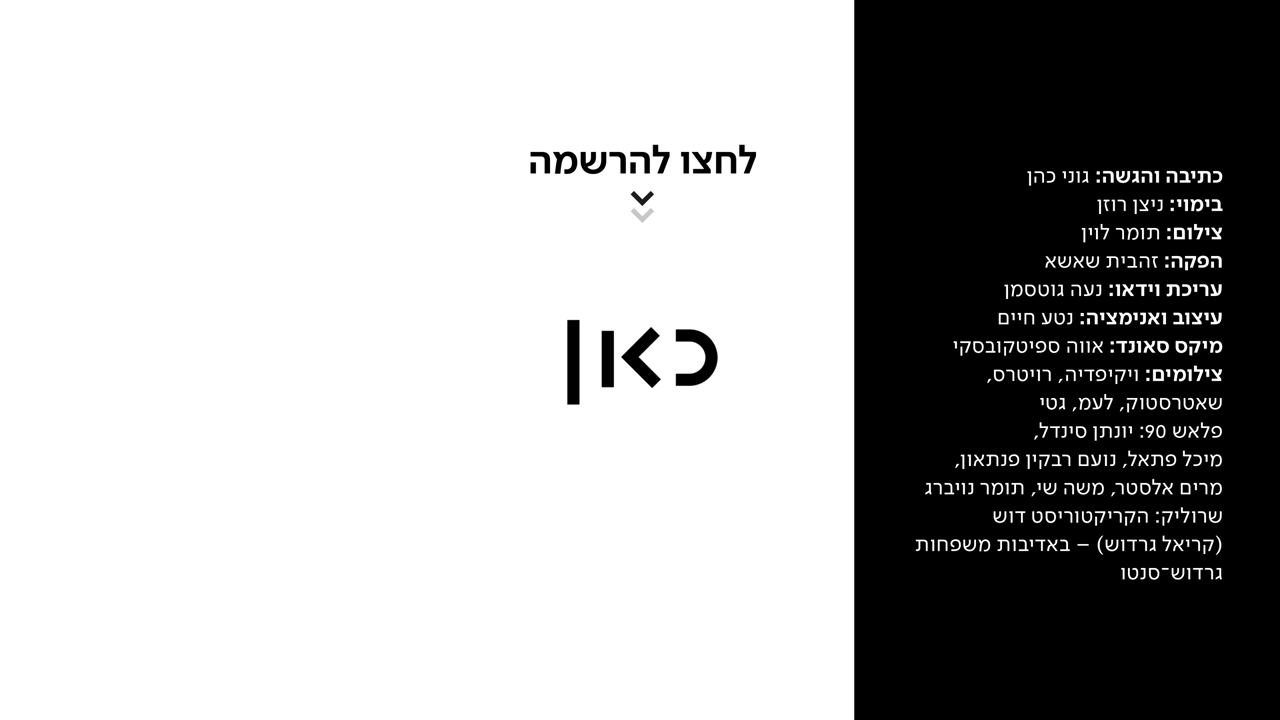 לחצו להרשמה
כאן
כתיבה והגשה: גוני כהן
בימוי: ניצן רוזן
צילום: תומר לוין
הפקה: זהבית שאשא
עריכת וידאו: נעה גוטסמן
עיצוב ואנימציה: נטע חיים
מיקס סאונד: אווה ספיטקובסקי
צילומים: ויקיפדיה, רויטרס,
שאטרסטוק, לעמ, גטי
פלאש 90: יונתן סינדל,
מיכל פתאל, נועם רבקין פנתאון,
מרים אלסטר, משה שי, תומר נויברג
שרוליק: הקריקטוריסט דוש
(קריאל גרדוש) – באדיבות משפחות
גרדוש־סנטו